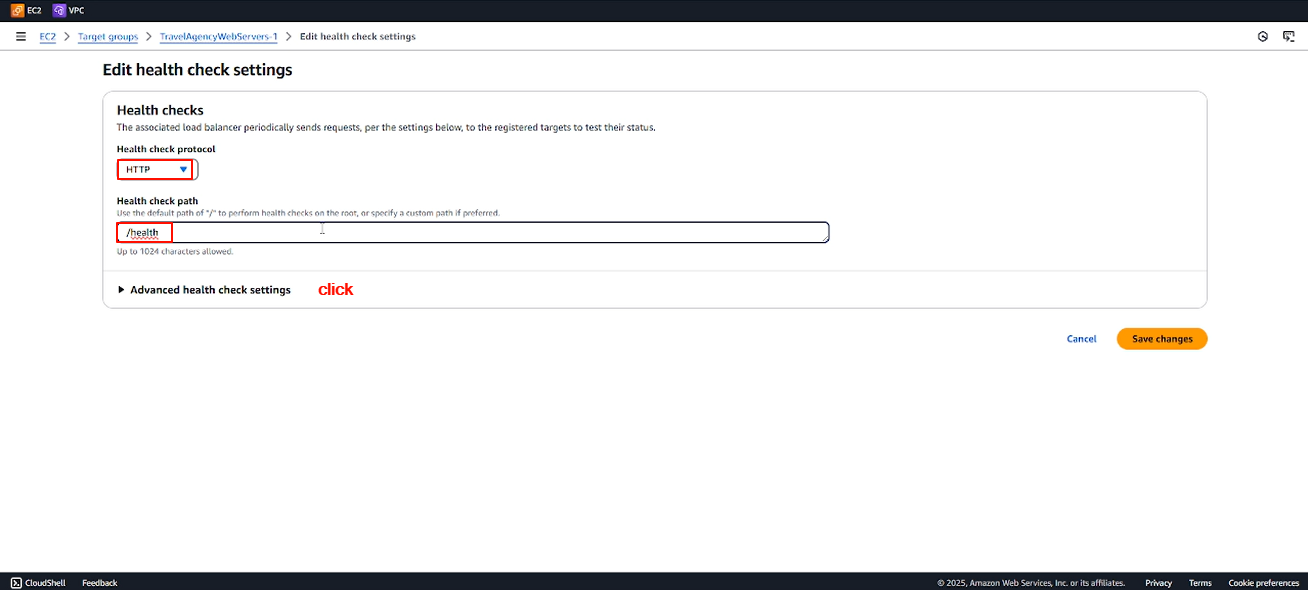 EC2 VPC
EC2 > Target groups > TravelAgencyWebServers-1 > Edit health check settings
Edit health check settings
Health checks
The associated load balancer periodically sends requests, per the settings below, to the registered targets to test their status.
Health check protocol
HTTP
Health check path
Use the default path of "/" to perform health checks on the root, or specify a custom path if preferred.
/health
Up to 1024 characters allowed.
Advanced health check settings click
Cancel Save changes
CloudShell Feedback © 2025, Amazon Web Services, Inc. or its affiliates. Privacy Terms Cookie preferences